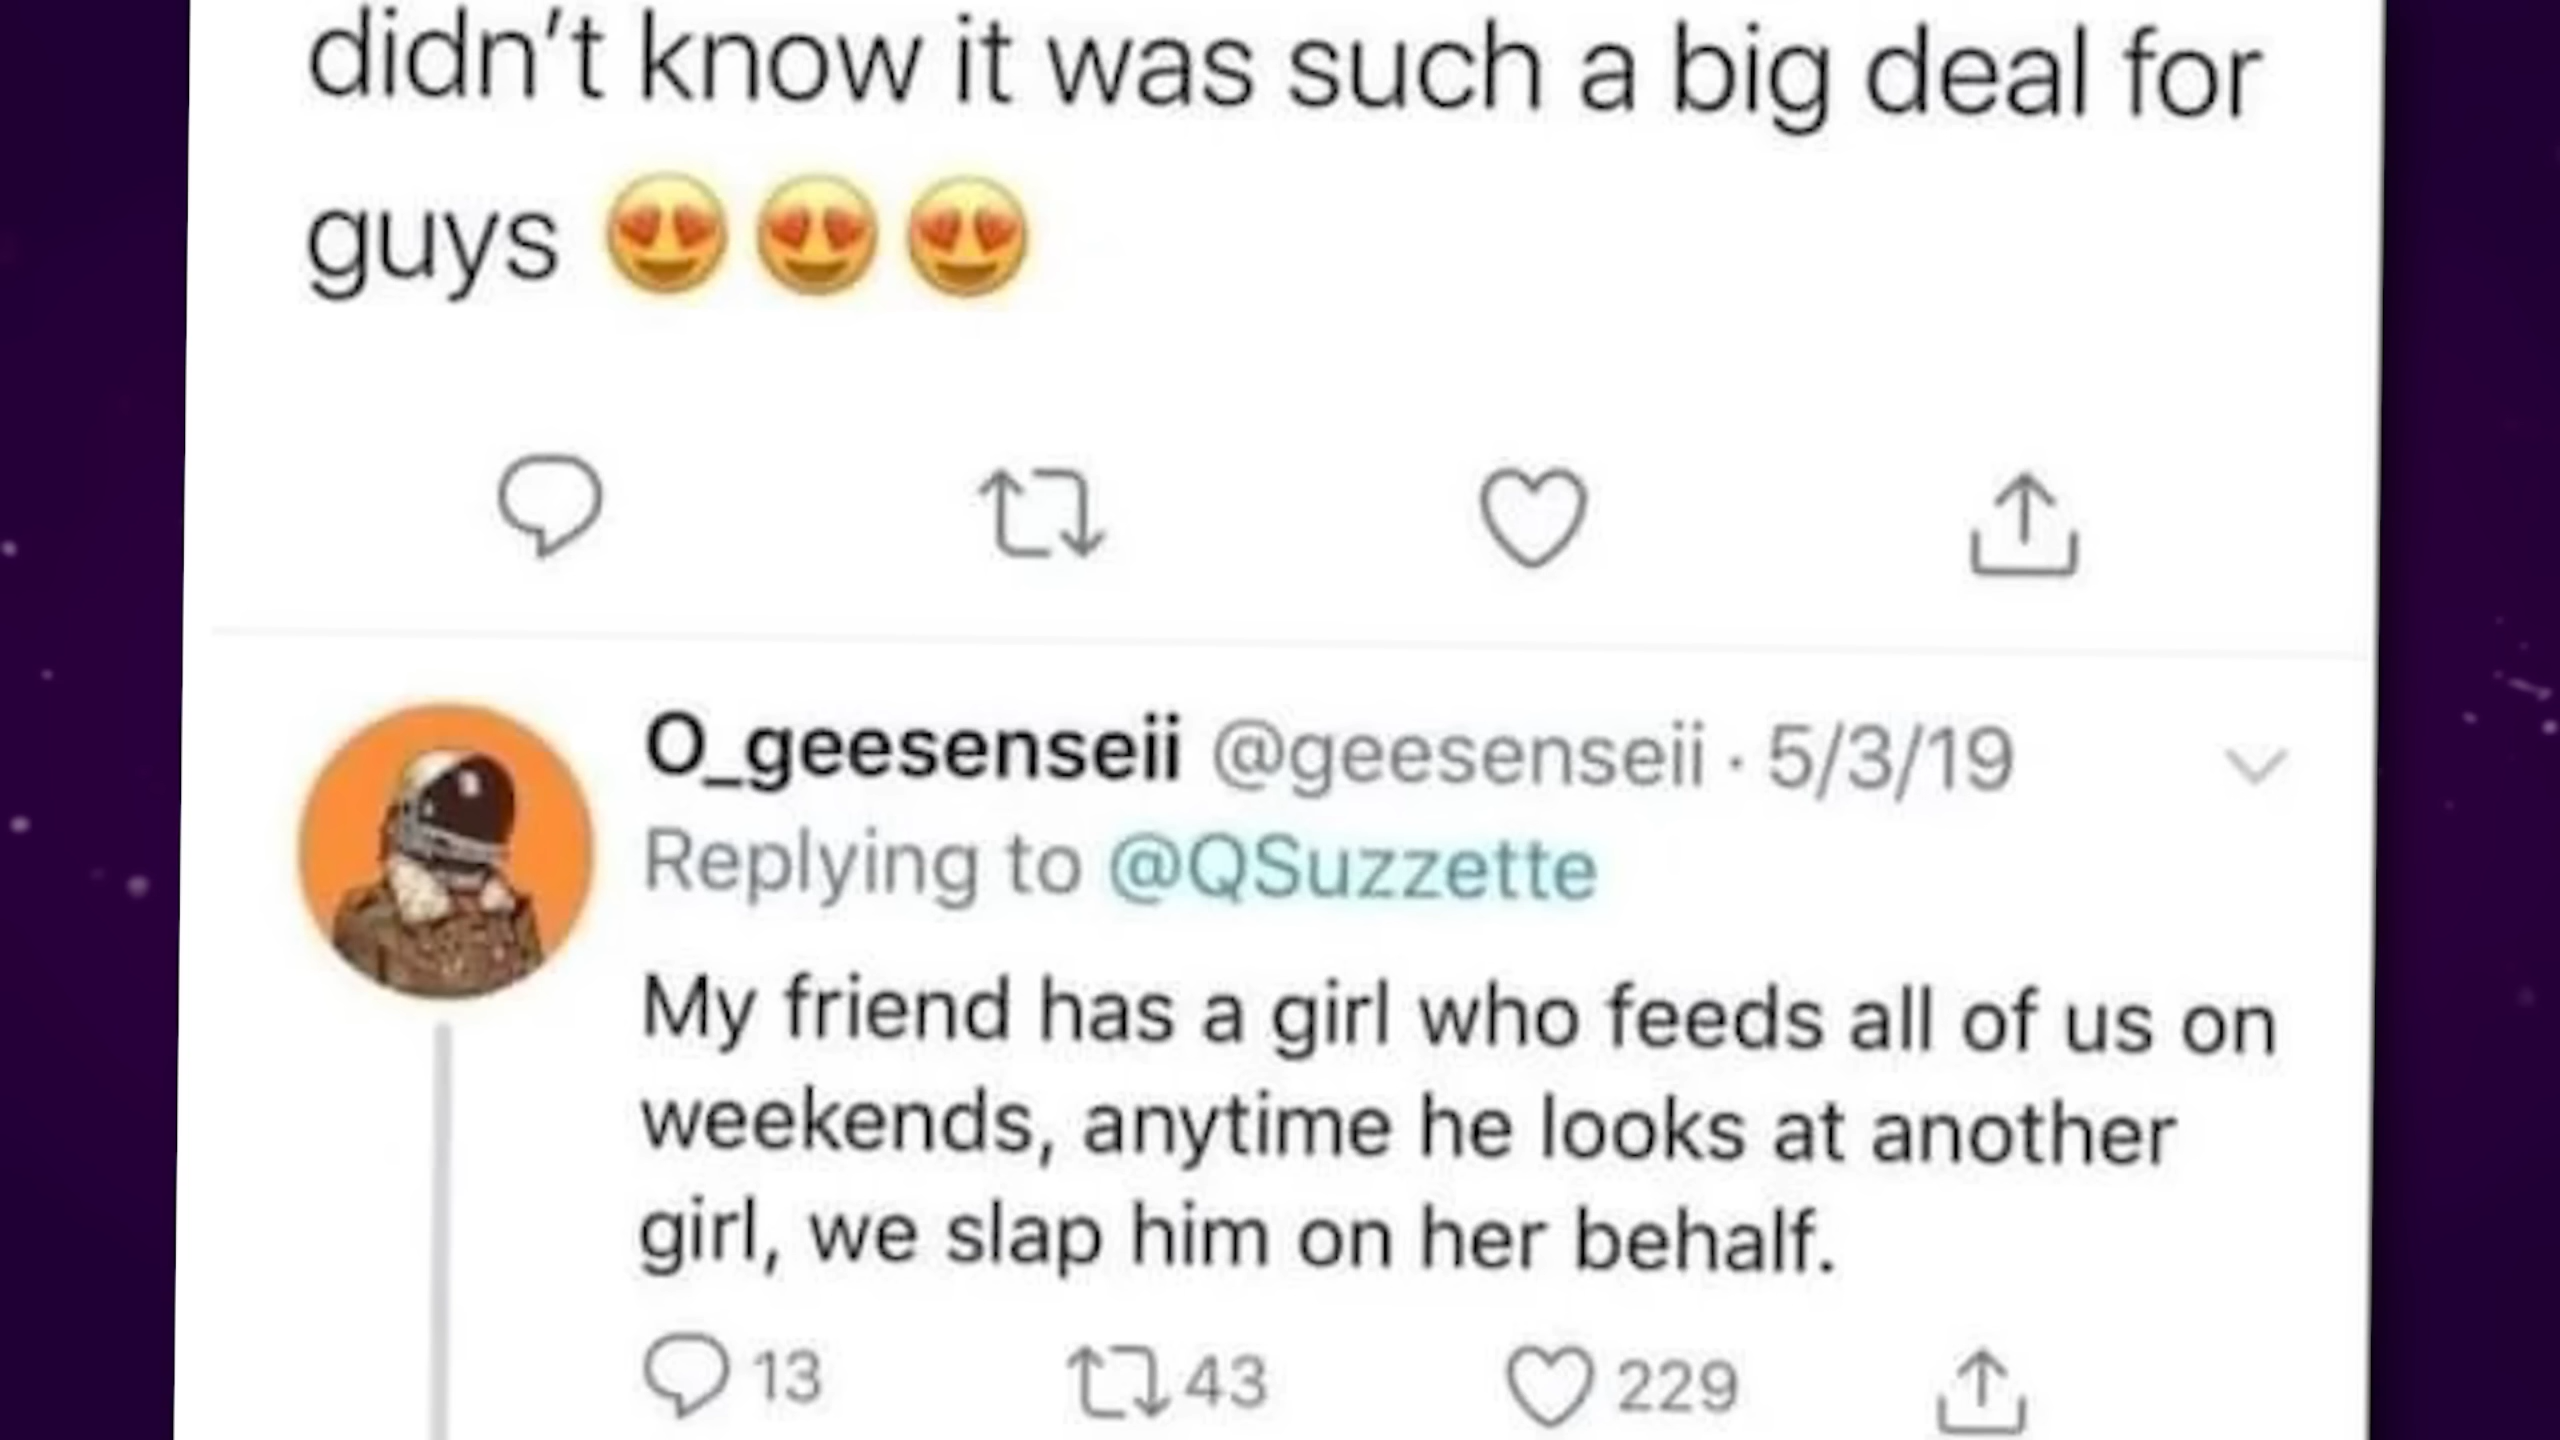 didn’t know it was such a big deal for
guys 😍😍😍
O_geesenseii @geesenseii · 5/3/19
Replying to @QSuzzette
My friend has a girl who feeds all of us on
weekends, anytime he looks at another
girl, we slap him on her behalf.
13 43 229